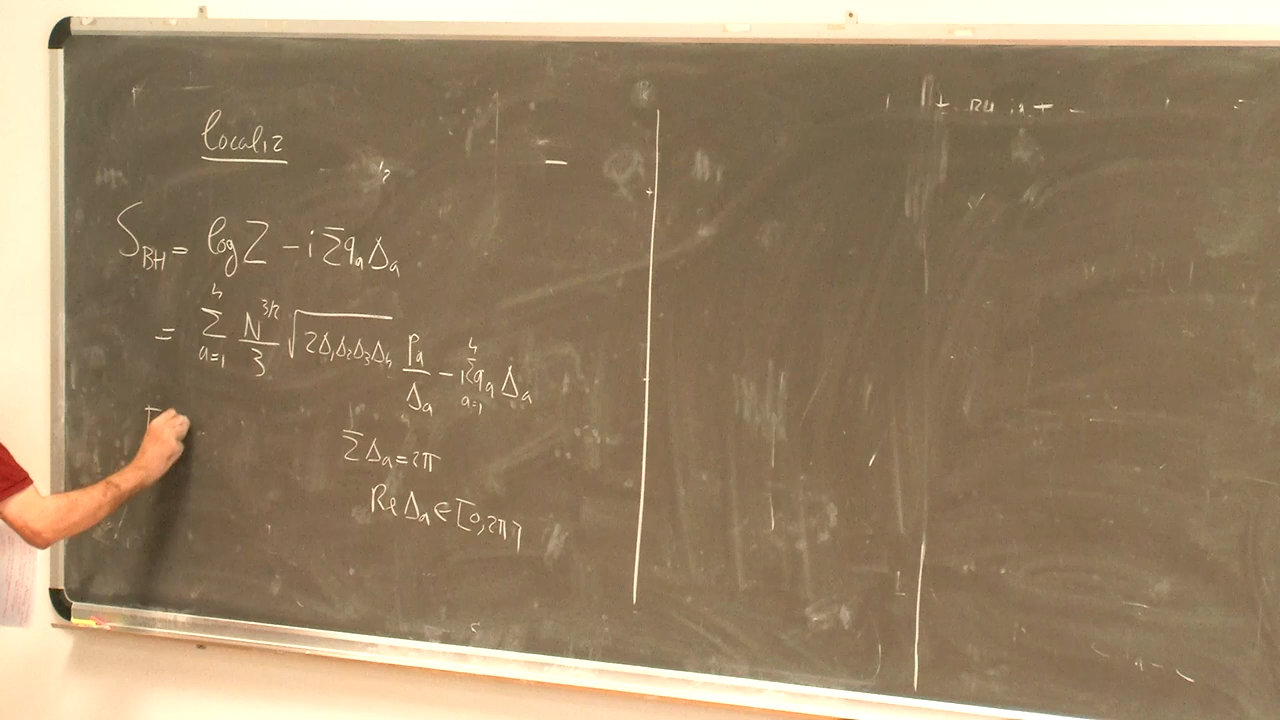 Localiz
S_BH = log Z − i Σ q_a Δ_a
= Σ_{a=1}^{4} N^{3/2}/3 √(2Δ_1Δ_2Δ_3Δ_4) p_a/Δ_a − i Σ_{a=1}^{4} q_a Δ_a
Σ Δ_a = 2π
Re Δ_a ∈ [0, 2π]